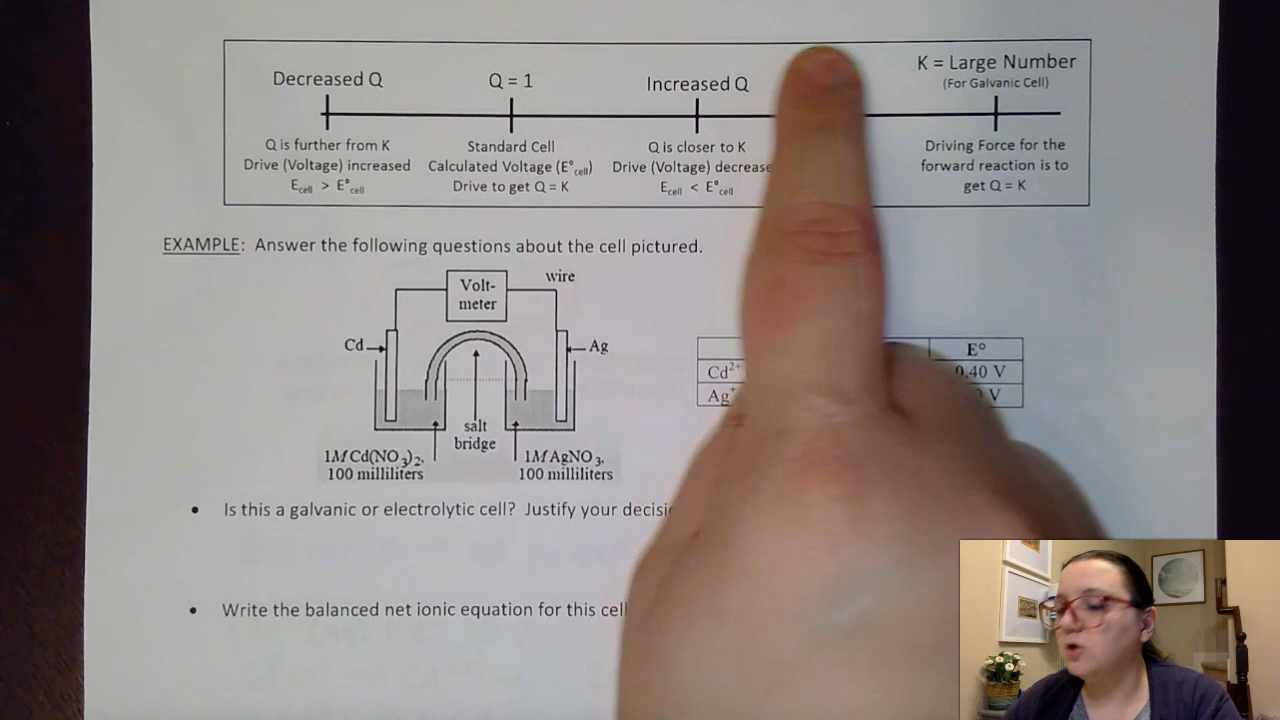 Decreased Q
Q = 1
Increased Q
K = Large Number
(For Galvanic Cell)
Q is further from K
Drive (Voltage) increased
Ecell > E°cell
Standard Cell
Calculated Voltage (E°cell)
Drive to get Q = K
Q is closer to K
Drive (Voltage) decrease
Ecell < E°cell
Driving Force for the
forward reaction is to
get Q = K
EXAMPLE: Answer the following questions about the cell pictured.
Volt-
meter
wire
Cd
Ag
salt
bridge
1M Cd(NO3)2,
100 milliliters
1M AgNO3,
100 milliliters
E°
Cd2+
0.40 V
Ag+
V
• Is this a galvanic or electrolytic cell? Justify your
• Write the balanced net ionic equation for this cell